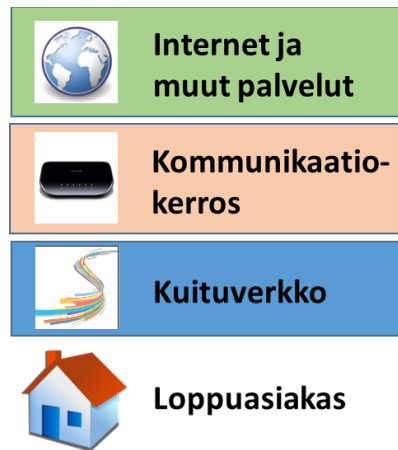 Internet ja
muut palvelut
Kommunikaatio-
kerros
Kuituverkko
Loppuasiakas